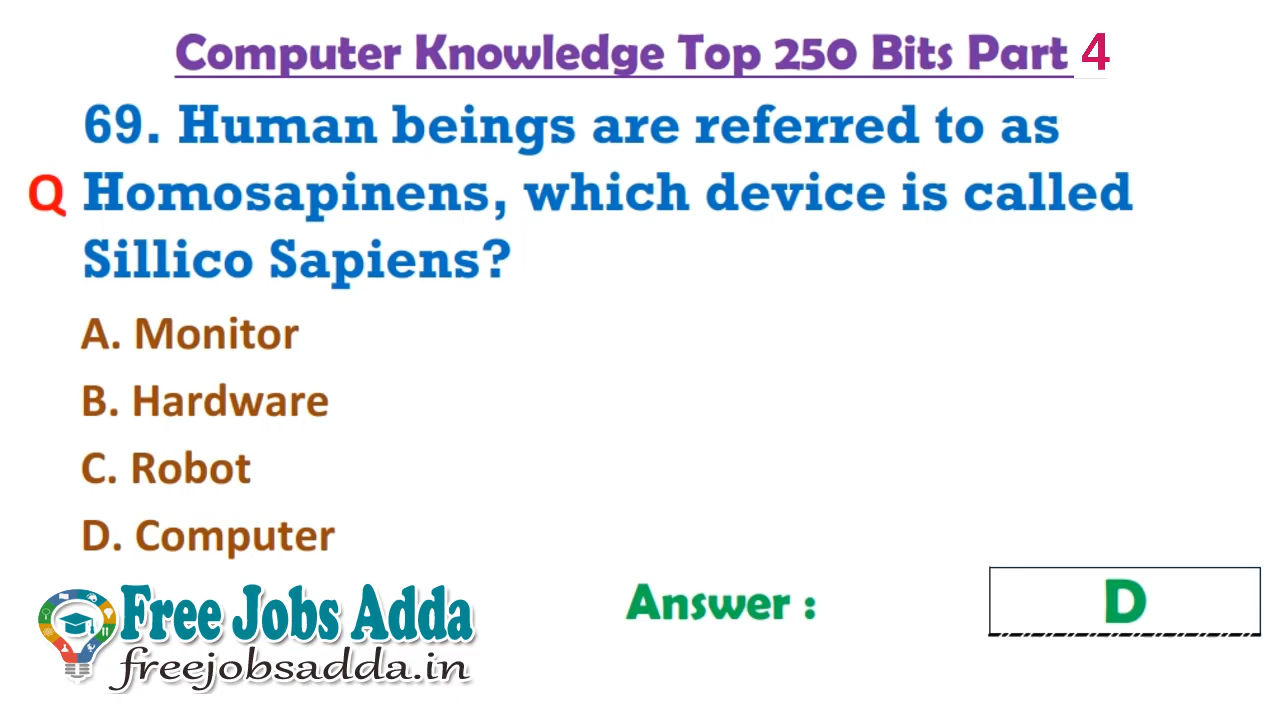 Computer Knowledge Top 250 Bits Part 4
69. Human beings are referred to as
Q Homosapinens, which device is called
Sillico Sapiens?
A. Monitor
B. Hardware
C. Robot
D. Computer
Answer : D
Free Jobs Adda
freejobsadda.in